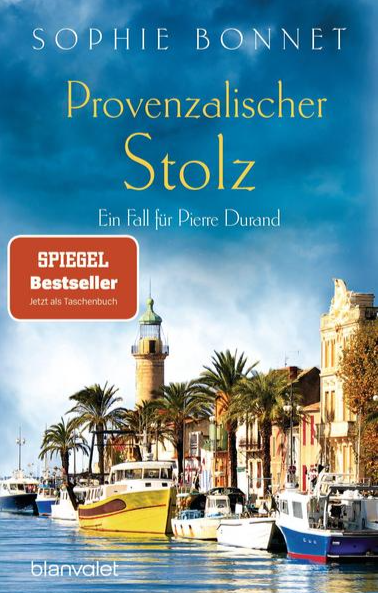 SOPHIE BONNET
Provenzalischer
Stolz
Ein Fall für Pierre Durand
SPIEGEL
Bestseller
Jetzt als Taschenbuch
blanvalet